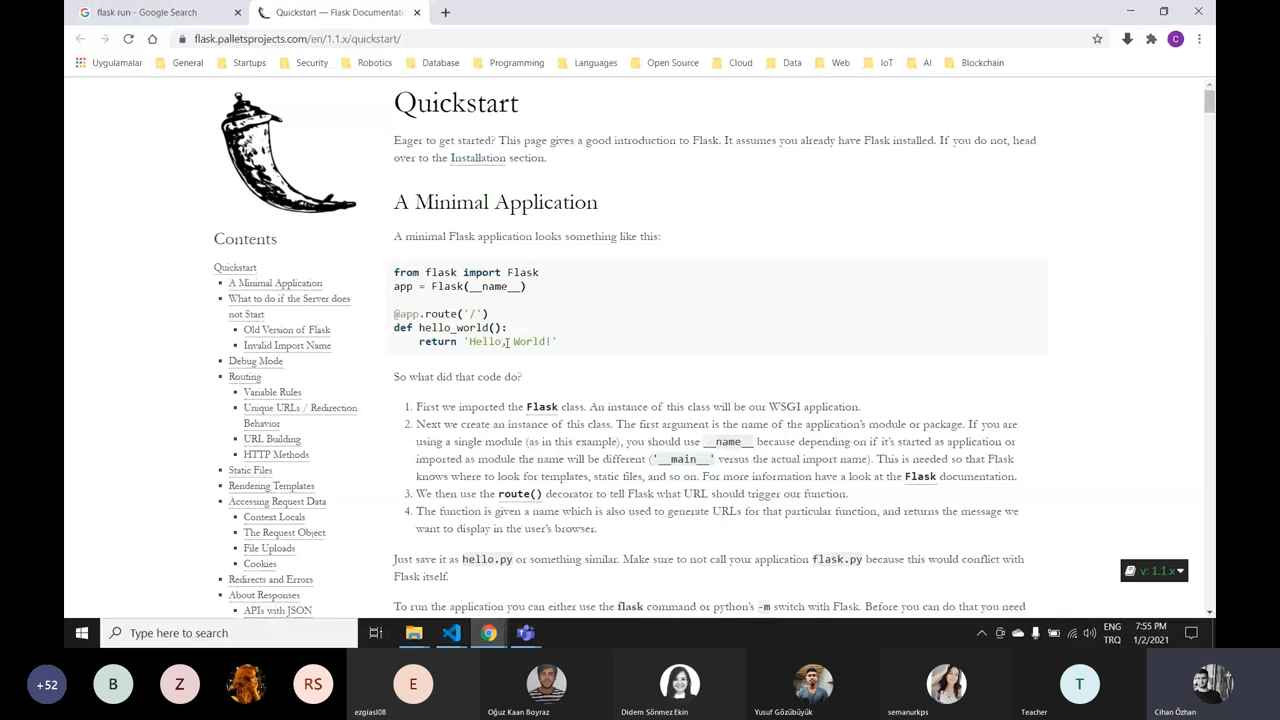 flask run - Google Search
Quickstart — Flask Documentat
flask.palletsprojects.com/en/1.1.x/quickstart/
C
Uygulamalar General Startups Security Robotics Database Programming Languages Open Source Cloud Data Web IoT AI Blockchain
Quickstart
Eager to get started? This page gives a good introduction to Flask. It assumes you already have Flask installed. If you do not, head
over to the Installation section.
A Minimal Application
A minimal Flask application looks something like this:
from flask import Flask
app = Flask(__name__)
@app.route('/')
def hello_world():
return 'Hello, World!'
So what did that code do?
1. First we imported the Flask class. An instance of this class will be our WSGI application.
2. Next we create an instance of this class. The first argument is the name of the application's module or package. If you are
using a single module (as in this example), you should use __name__ because depending on if it's started as application or
imported as module the name will be different ('__main__' versus the actual import name). This is needed so that Flask
knows where to look for templates, static files, and so on. For more information have a look at the Flask documentation.
3. We then use the route() decorator to tell Flask what URL should trigger our function.
4. The function is given a name which is also used to generate URLs for that particular function, and returns the message we
want to display in the user's browser.
Just save it as hello.py or something similar. Make sure to not call your application flask.py because this would conflict with
Flask itself.
To run the application you can either use the flask command or python's -m switch with Flask. Before you can do that you need
Contents
Quickstart
A Minimal Application
What to do if the Server does
not Start
Old Version of Flask
Invalid Import Name
Debug Mode
Routing
Variable Rules
Unique URLs / Redirection
Behavior
URL Building
HTTP Methods
Static Files
Rendering Templates
Accessing Request Data
Context Locals
The Request Object
File Uploads
Cookies
Redirects and Errors
About Responses
APIs with JSON
v: 1.1.x
Type here to search
ENG
TRQ
7:55 PM
1/2/2021
+52
B
Z
RS
E
ezgiasl08
Oğuz Kaan Boyraz
Didem Sönmez Ekin
Yusuf Gözübüyük
semanurkps
T
Teacher
Cihan Özhan